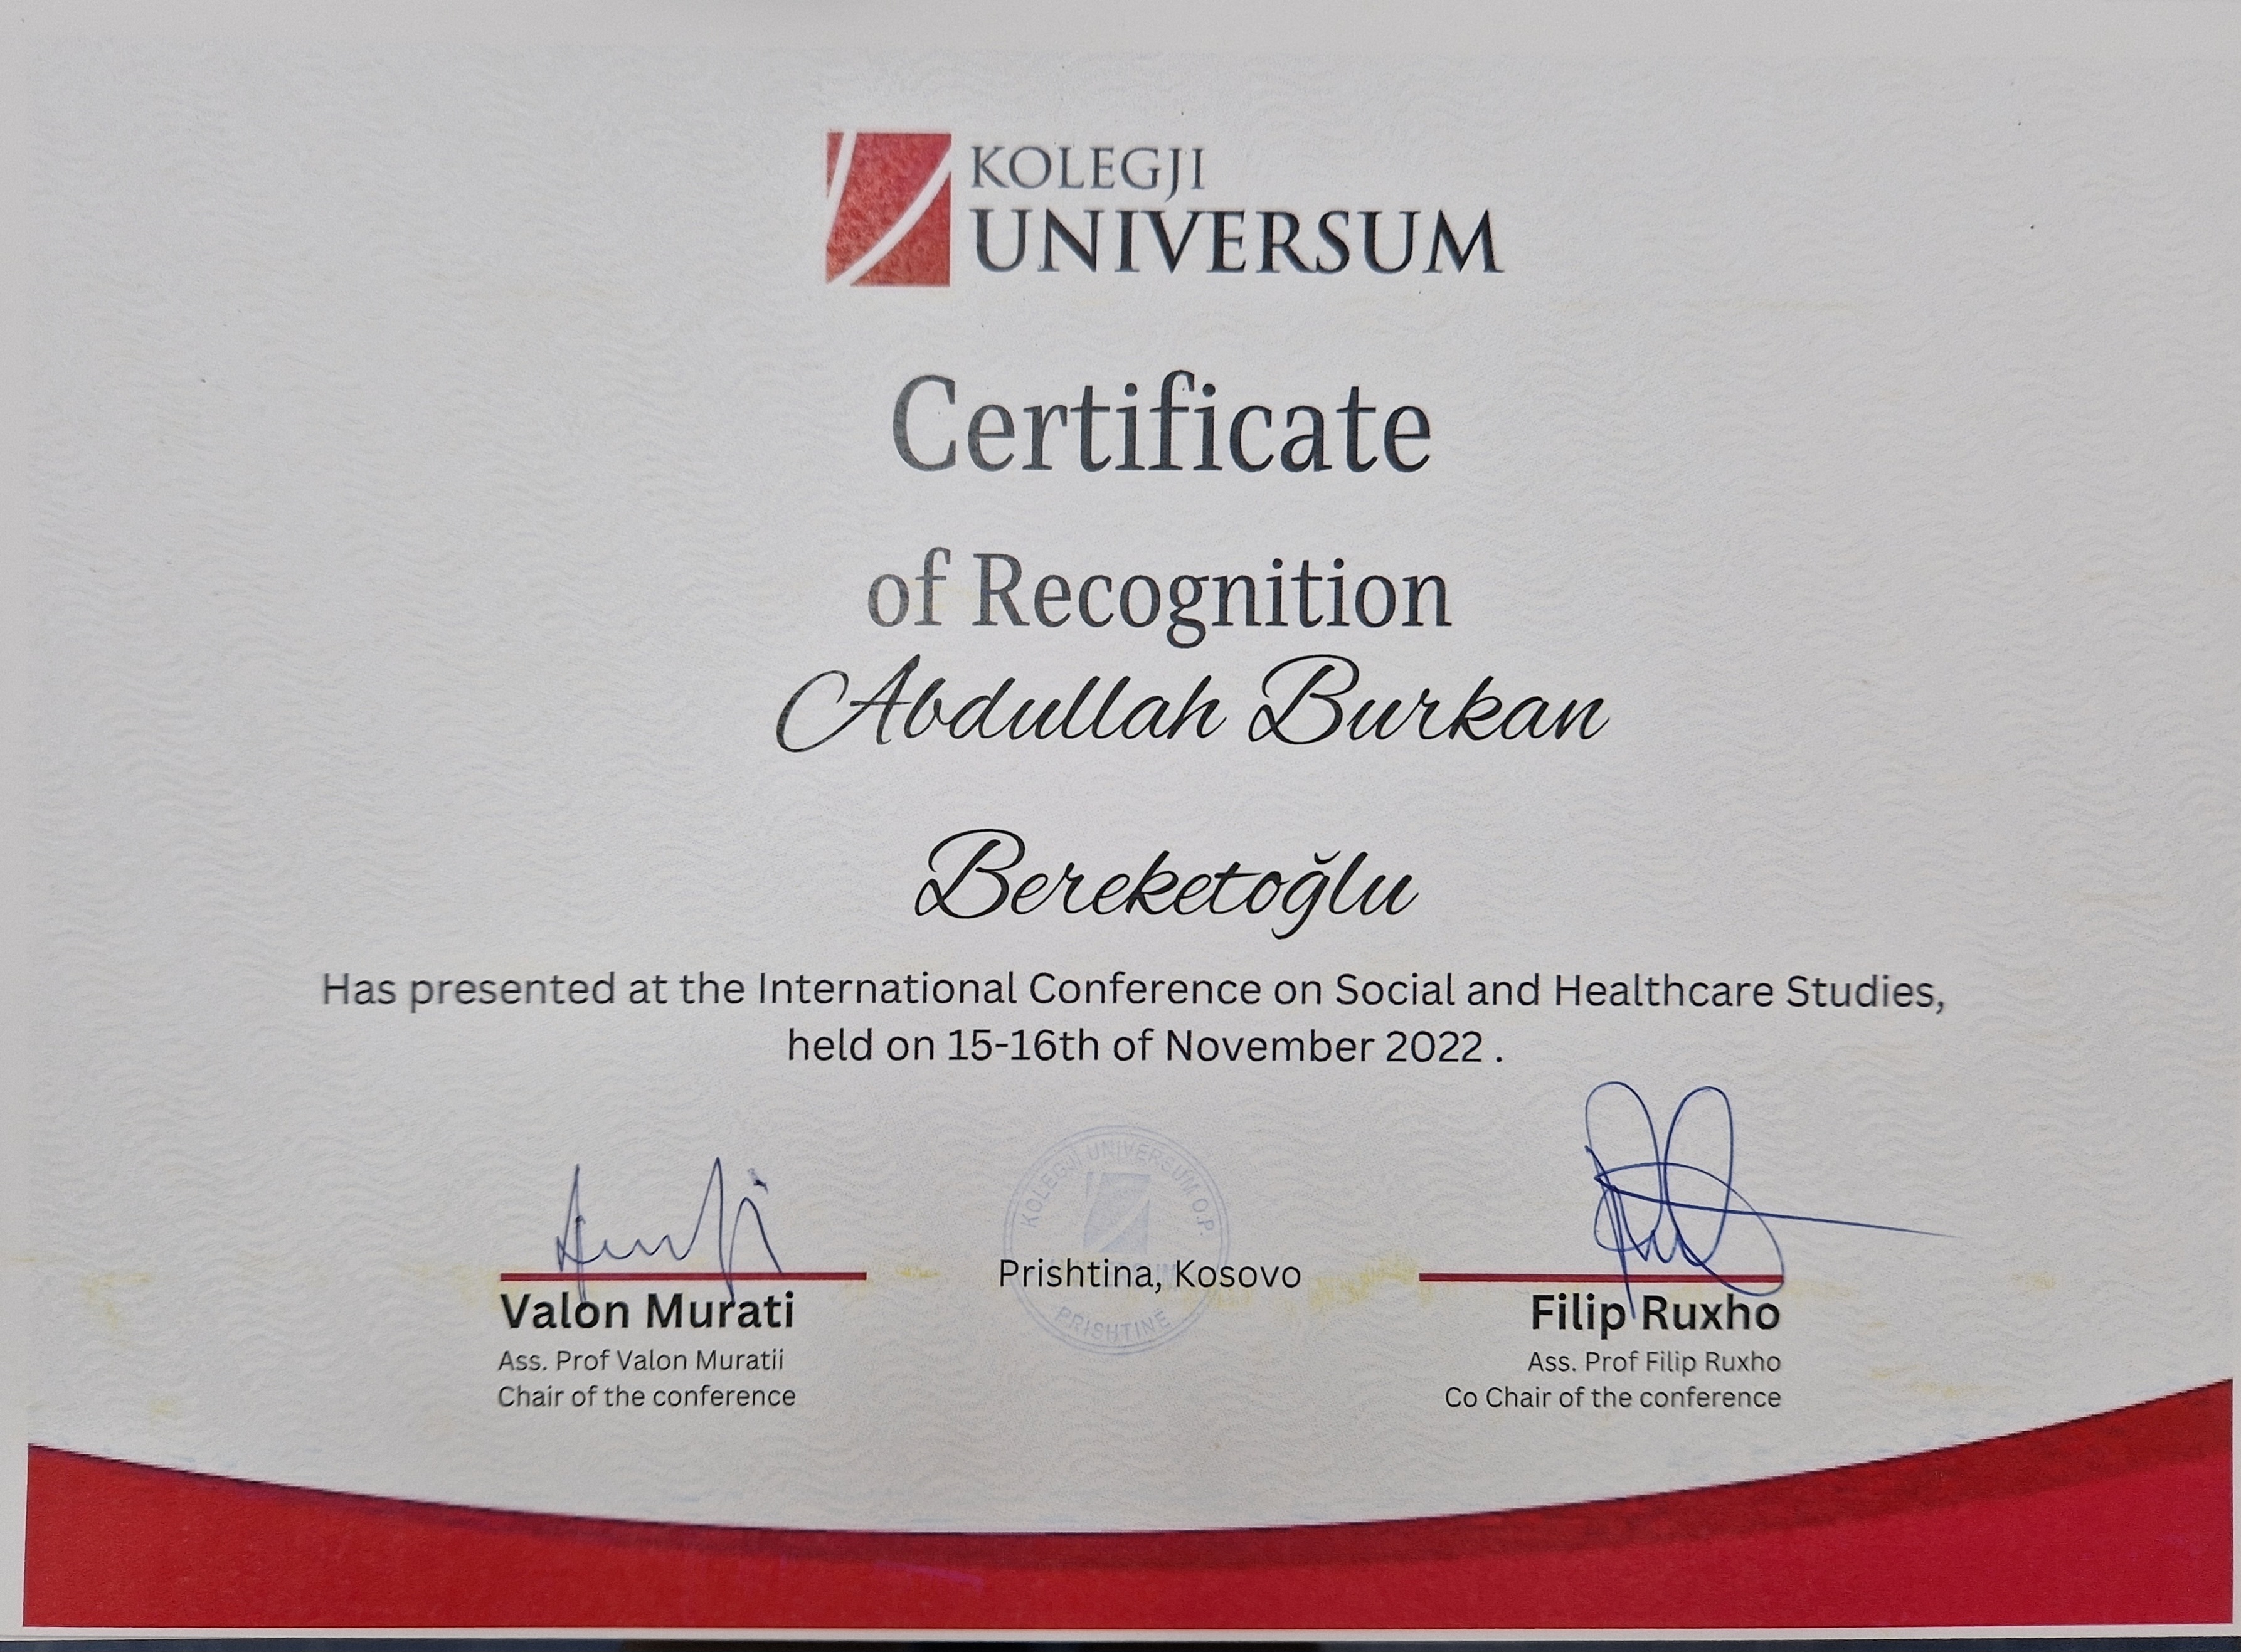 KOLEGJI
UNIVERSUM
Certificate
of Recognition
Abdullah Burkan
Bereketoğlu
Has presented at the International Conference on Social and Healthcare Studies,
held on 15-16th of November 2022 .
KOLEGJI UNIVERSUM O.P.
PRISHTINË
Prishtina, Kosovo
Valon Murati
Ass. Prof Valon Muratii
Chair of the conference
Filip Ruxho
Ass. Prof Filip Ruxho
Co Chair of the conference